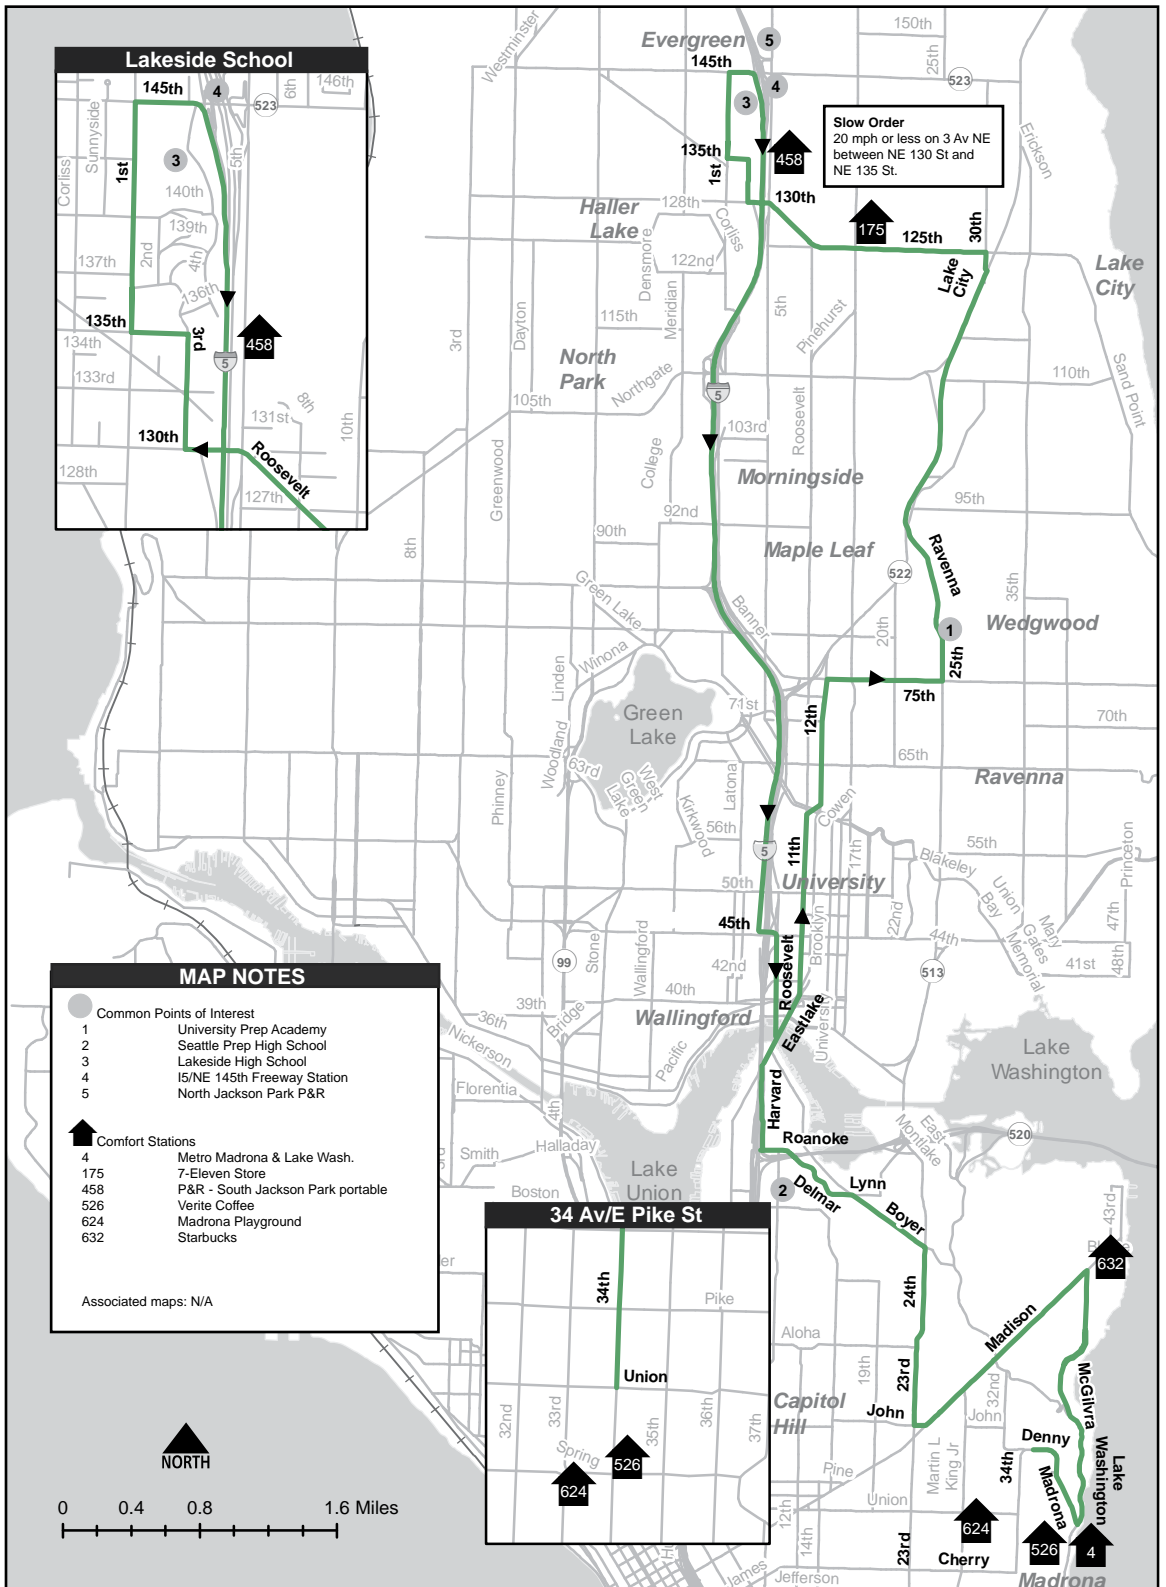 Lakeside School
145th
4
6th
146th
523
Sunnyside
Corliss
1st
3
5th
140th
139th
2nd
4th
137th
136th
135th
3rd
134th
458
5
133rd
8th
131st
10th
130th
Roosevelt
128th
127th
Westminster
Evergreen
5
150th
25th
145th
4
523
3
Slow Order
20 mph or less on 3 Av NE
between NE 130 St and
NE 135 St.
Erickson
135th
458
1st
130th
128th
Haller
Lake
Corliss
175
125th
30th
Densmore
122nd
Lake
City
Lake
City
Meridian
5th
115th
Pinehurst
3rd
Dayton
North
Park
Northgate
105th
5
110th
Sand Point
103rd
Roosevelt
Greenwood
College
Morningside
92nd
95th
90th
8th
Maple Leaf
Ravenna
522
35th
Green Lake
Banner
20th
1
Wedgwood
Winona
Linden
25th
75th
71st
12th
Green
Lake
70th
Woodland
63rd
West
Green
Lake
65th
Ravenna
Phinney
Latona
Kirkwood
56th
Cowen
11th
17th
55th
Blakeley
Princeton
5
50th
University
Union
Bay
22nd
45th
47th
44th
Mary
Gates
Memorial
Brooklyn
99
Stone
Wallingford
42nd
Roosevelt
513
41st
48th
40th
39th
36th
Bridge
Wallingford
Eastlake
University
Nickerson
Pacific
Lake
Washington
Florentia
4th
Harvard
Roanoke
East
Montlake
520
Halladay
Smith
Lake
Union
Boston
2
Delmar
Lynn
Boyer
43rd
632
24th
Madison
Aloha
19th
23rd
32nd
McGilvra
Capitol
Hill
John
John
Denny
Martin L
King Jr
34th
Lake
Washington
Pine
Madrona
Union
12th
14th
23rd
624
Cherry
526
4
James
Jefferson
Madrona
MAP NOTES
Common Points of Interest
1 University Prep Academy
2 Seattle Prep High School
3 Lakeside High School
4 I5/NE 145th Freeway Station
5 North Jackson Park P&R
Comfort Stations
4 Metro Madrona & Lake Wash.
175 7-Eleven Store
458 P&R - South Jackson Park portable
526 Verite Coffee
624 Madrona Playground
632 Starbucks
Associated maps: N/A
34 Av/E Pike St
34th
Pike
Union
32nd
33rd
35th
36th
37th
Spring
526
624
NORTH
0 0.4 0.8 1.6 Miles